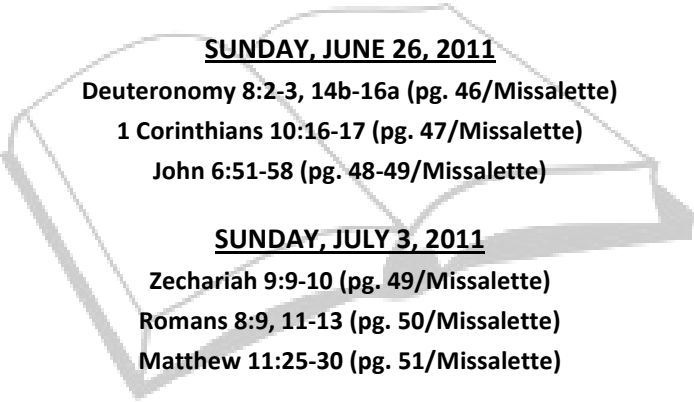 SUNDAY, JUNE 26, 2011
Deuteronomy 8:2-3, 14b-16a (pg. 46/Missalette)
1 Corinthians 10:16-17 (pg. 47/Missalette)
John 6:51-58 (pg. 48-49/Missalette)
SUNDAY, JULY 3, 2011
Zechariah 9:9-10 (pg. 49/Missalette)
Romans 8:9, 11-13 (pg. 50/Missalette)
Matthew 11:25-30 (pg. 51/Missalette)